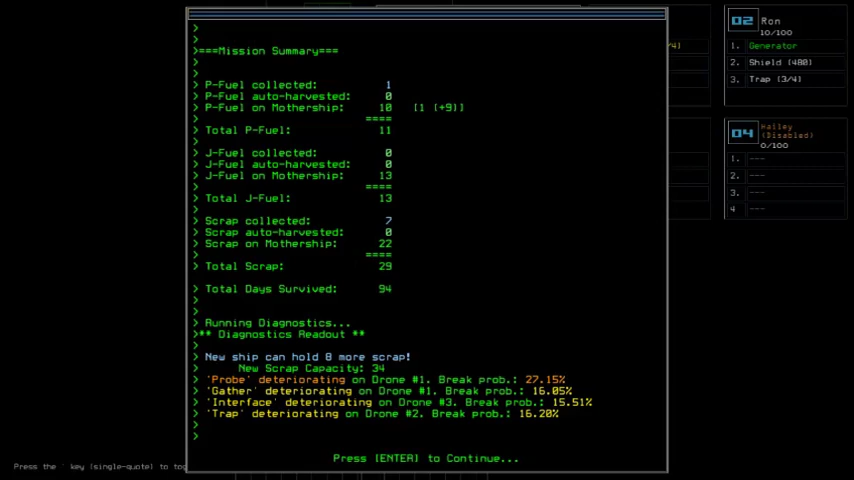 >
>
>===Mission Summary===
>
>
> P-Fuel collected: 1
> P-Fuel auto-harvested: 0
> P-Fuel on Mothership: 10 [1 [+9]]
> ====
> Total P-Fuel: 11
>
> J-Fuel collected: 0
> J-Fuel auto-harvested: 0
> J-Fuel on Mothership: 13
> ====
> Total J-Fuel: 13
>
> Scrap collected: 7
> Scrap auto-harvested: 0
> Scrap on Mothership: 22
> ====
> Total Scrap: 29
>
> Total Days Survived: 94
>
>
> Running Diagnostics...
>** Diagnostics Readout **
>
> New ship can hold 8 more scrap!
> New Scrap Capacity: 34
> 'Probe' deteriorating on Drone #1. Break prob.: 27.15%
> 'Gather' deteriorating on Drone #1. Break prob.: 16.05%
> 'Interface' deteriorating on Drone #3. Break prob.: 15.51%
> 'Trap' deteriorating on Drone #2. Break prob.: 16.20%
>
>
Press [ENTER] to Continue...
/4]
02 Ron
10/100
1. Generator
2. Shield [480]
3. Trap [3/4]
04 Hailey
[Disabled]
0/100
1. ---
2. ---
3. ---
4 ---
Press the ` key [single-quote] to tog